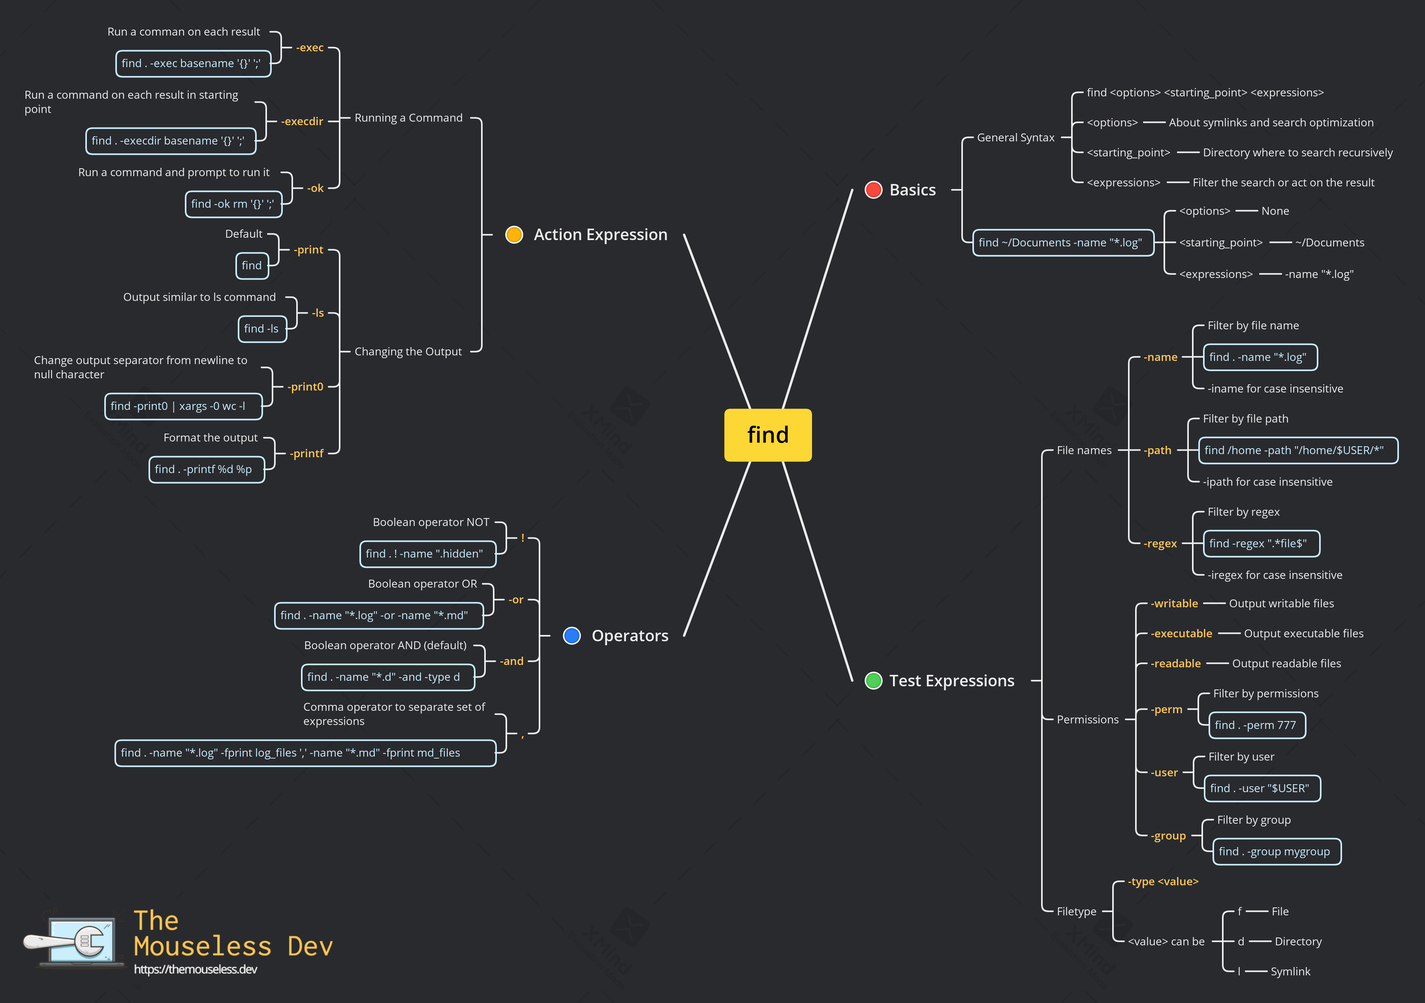 find
Basics
General Syntax
find <options> <starting_point> <expressions>
<options>
About symlinks and search optimization
<starting_point>
Directory where to search recursively
<expressions>
Filter the search or act on the result
find ~/Documents -name "*.log"
<options>
None
<starting_point>
~/Documents
<expressions>
-name "*.log"
Test Expressions
File names
-name
Filter by file name
find . -name "*.log"
-iname for case insensitive
-path
Filter by file path
find /home -path "/home/$USER/*"
-ipath for case insensitive
-regex
Filter by regex
find -regex ".*file$"
-iregex for case insensitive
Permissions
-writable
Output writable files
-executable
Output executable files
-readable
Output readable files
-perm
Filter by permissions
find . -perm 777
-user
Filter by user
find . -user "$USER"
-group
Filter by group
find . -group mygroup
Filetype
-type <value>
<value> can be
f
File
d
Directory
l
Symlink
Action Expression
Running a Command
-exec
Run a comman on each result
find . -exec basename '{}' ';'
-execdir
Run a command on each result in starting
point
find . -execdir basename '{}' ';'
-ok
Run a command and prompt to run it
find -ok rm '{}' ';'
Changing the Output
-print
Default
find
-ls
Output similar to ls command
find -ls
-print0
Change output separator from newline to
null character
find -print0 | xargs -0 wc -l
-printf
Format the output
find . -printf %d %p
Operators
!
Boolean operator NOT
find . ! -name ".hidden"
-or
Boolean operator OR
find . -name "*.log" -or -name "*.md"
-and
Boolean operator AND (default)
find . -name "*.d" -and -type d
,
Comma operator to separate set of
expressions
find . -name "*.log" -fprint log_files ',' -name "*.md" -fprint md_files
The
Mouseless Dev
https://themouseless.dev
XMind
XMind
XMind
XMind